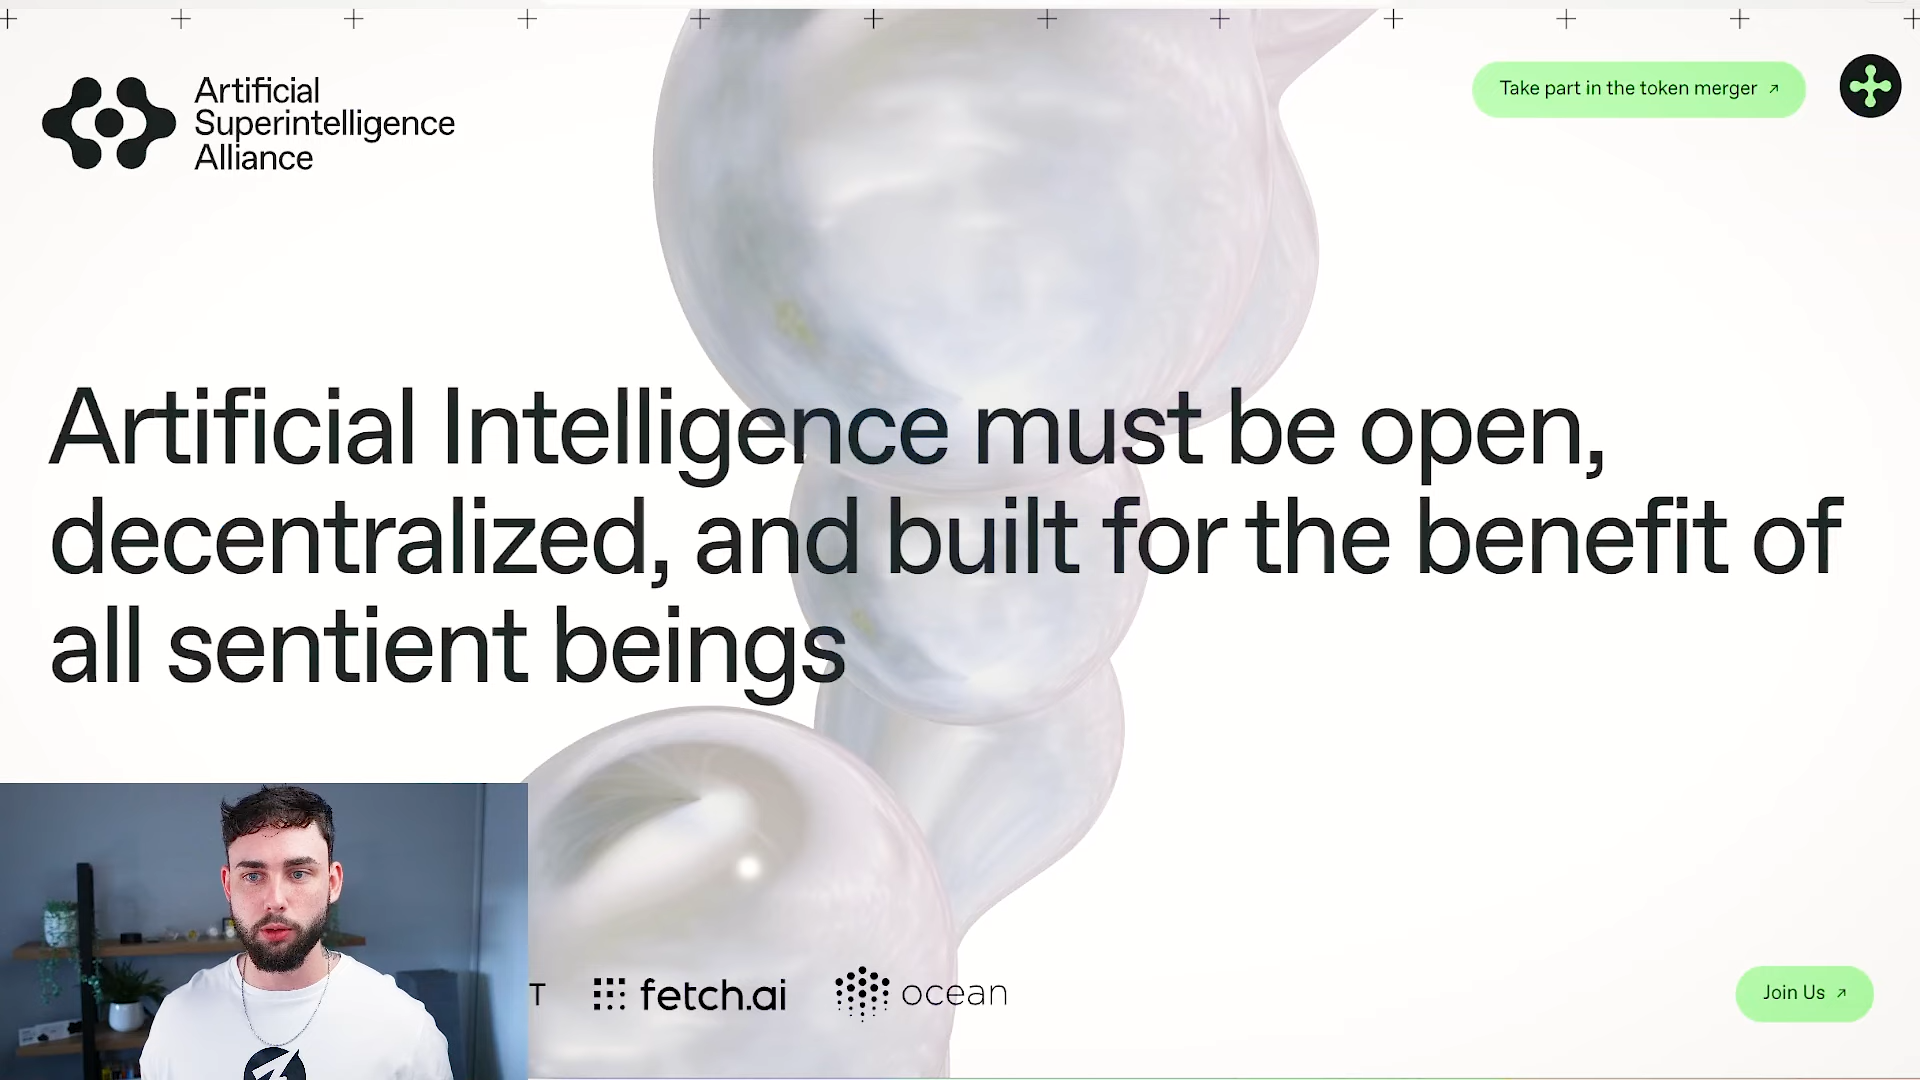 Artificial
Superintelligence
Alliance
Take part in the token merger ↗
Artificial Intelligence must be open,
decentralized, and built for the benefit of
all sentient beings
T
fetch.ai
ocean
Join Us ↗